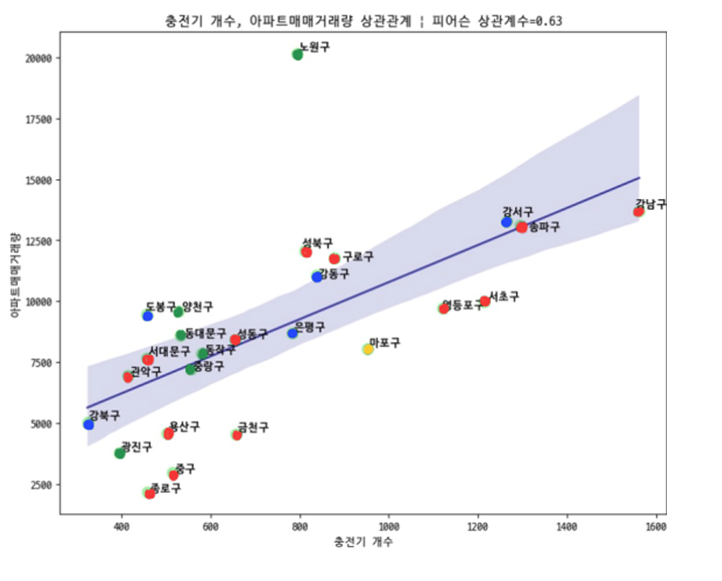 충전기 개수, 아파트매매거래량 상관관계 | 피어슨 상관계수=0.63
아파트매매거래량
20000
17500
15000
12500
10000
7500
5000
2500
노원구
강남구
강서구
송파구
성북구
구로구
강동구
서초구
영등포구
도봉구
양천구
은평구
동대문구
성동구
마포구
서대문구
동작구
중랑구
관악구
강북구
용산구
금천구
광진구
중구
종로구
400
600
800
1000
1200
1400
1600
충전기 개수